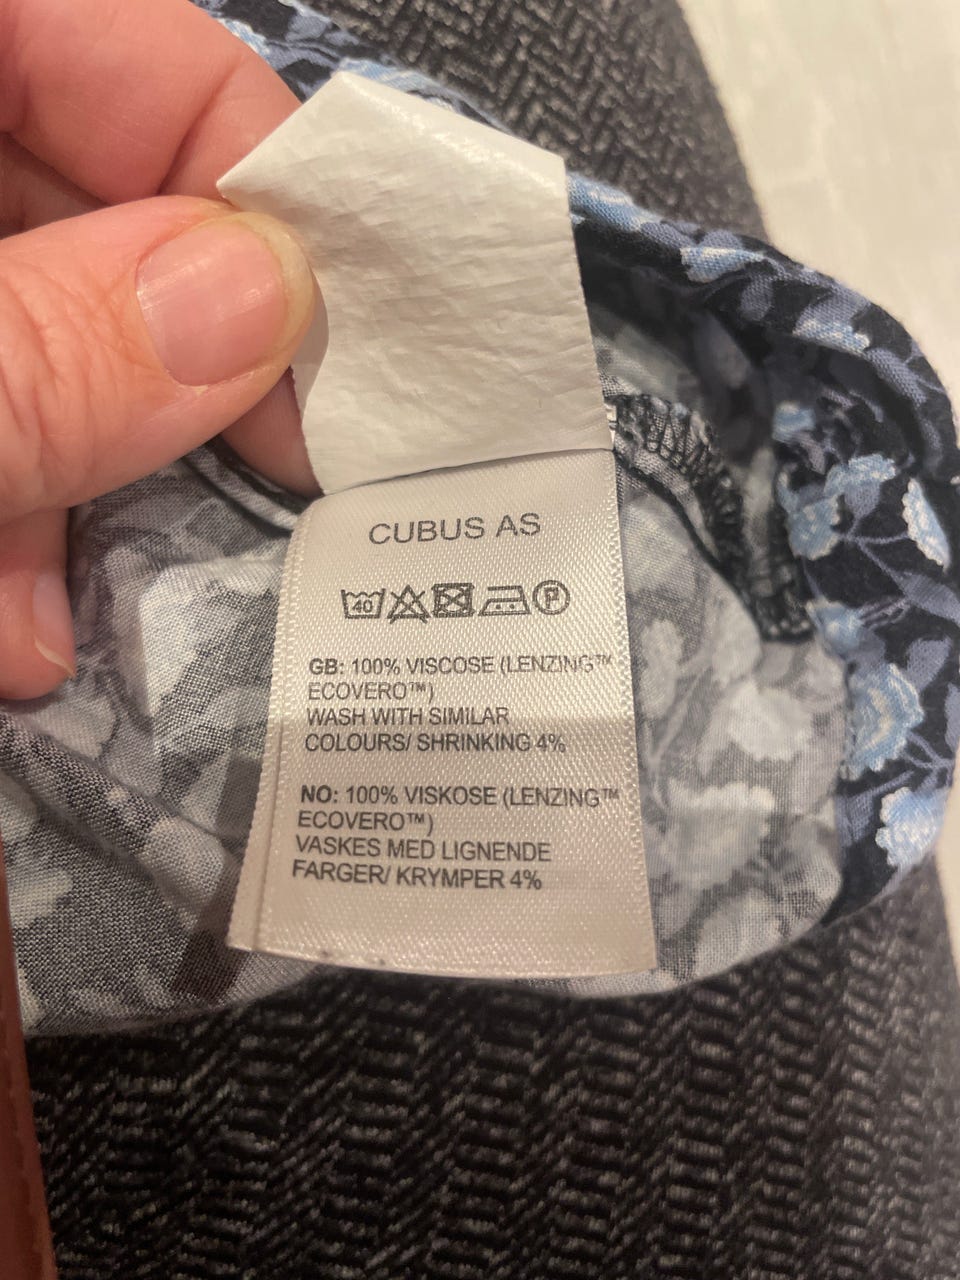 CUBUS AS
40 P
GB: 100% VISCOSE (LENZING™
ECOVERO™)
WASH WITH SIMILAR
COLOURS/ SHRINKING 4%
NO: 100% VISKOSE (LENZING™
ECOVERO™)
VASKES MED LIGNENDE
FARGER/ KRYMPER 4%